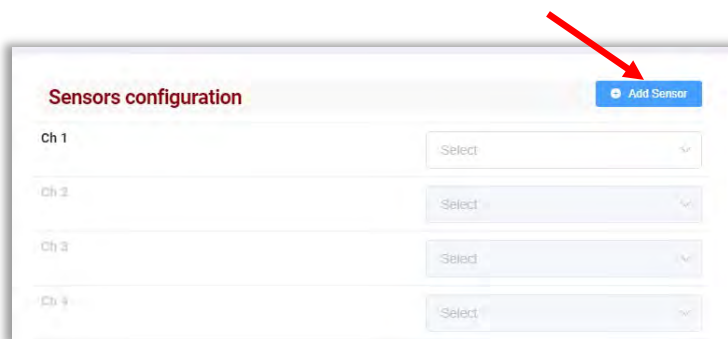 Sensors configuration
Add Sensor
Ch 1
Select
Ch 2
Select
Ch 3
Select
Ch 4
Select